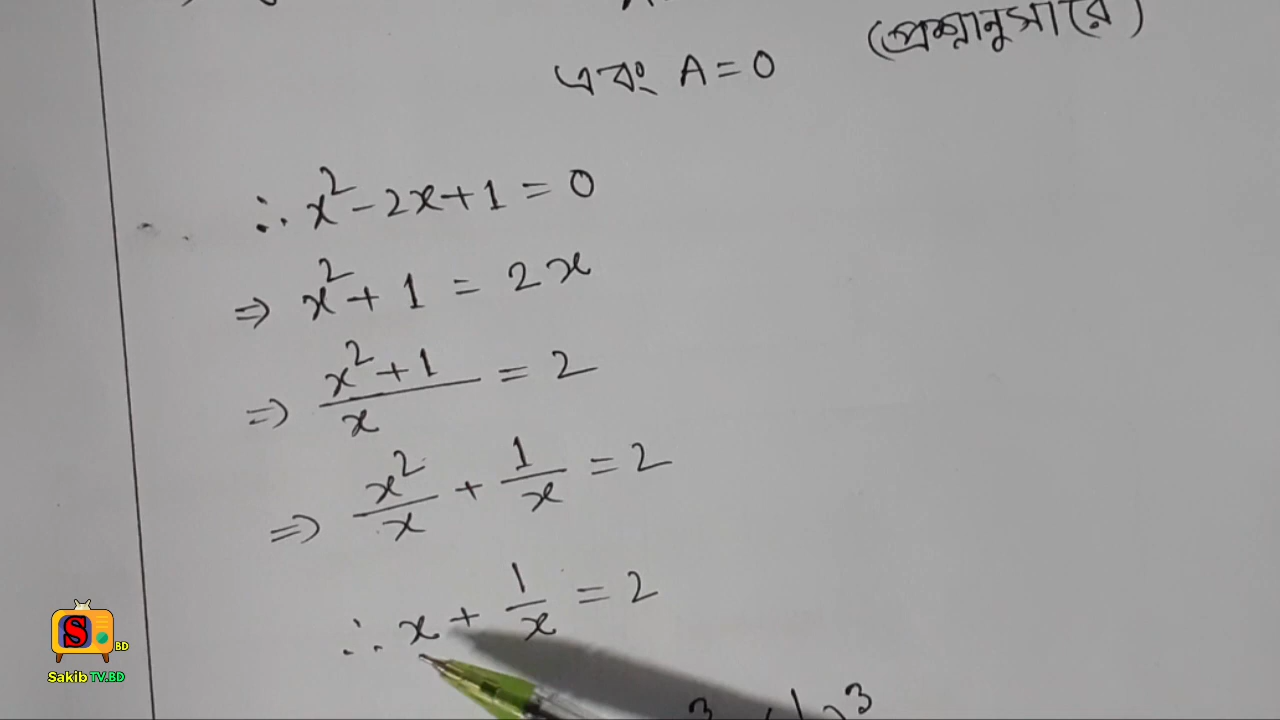 (প্রশ্নানুসারে)
এবং A = 0
∴ x² - 2x + 1 = 0
⇒ x² + 1 = 2x
⇒ (x² + 1)/x = 2
⇒ x²/x + 1/x = 2
∴ x + 1/x = 2
S BD
Sakib TV.BD